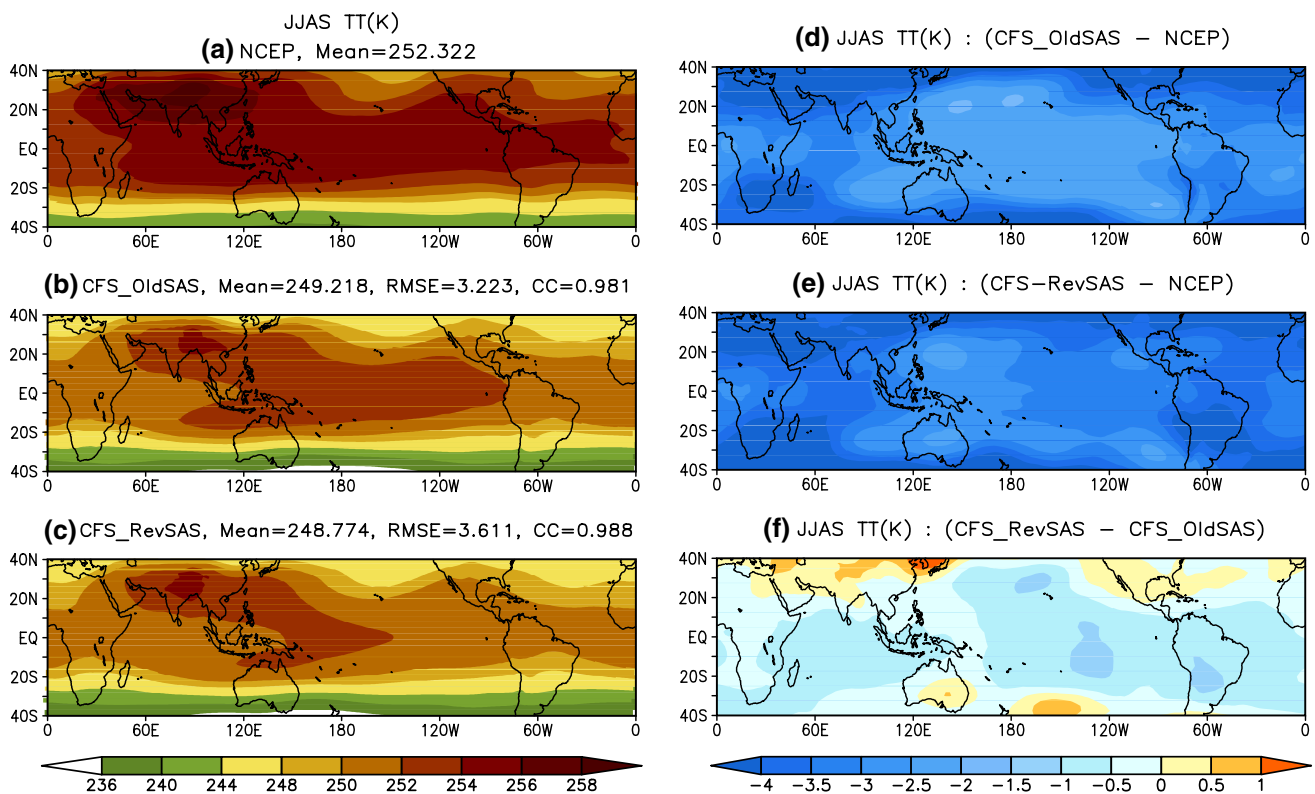 JJAS TT(K)
(a) NCEP, Mean=252.322
40N
20N
EQ
20S
40S
0 60E 120E 180 120W 60W 0
(b) CFS_OldSAS, Mean=249.218, RMSE=3.223, CC=0.981
40N
20N
EQ
20S
40S
0 60E 120E 180 120W 60W 0
(c) CFS_RevSAS, Mean=248.774, RMSE=3.611, CC=0.988
40N
20N
EQ
20S
40S
0 60E 120E 180 120W 60W 0
236 240 244 248 250 252 254 256 258
(d) JJAS TT(K) : (CFS_OldSAS − NCEP)
40N
20N
EQ
20S
40S
0 60E 120E 180 120W 60W 0
(e) JJAS TT(K) : (CFS−RevSAS − NCEP)
40N
20N
EQ
20S
40S
0 60E 120E 180 120W 60W 0
(f) JJAS TT(K) : (CFS_RevSAS − CFS_OldSAS)
40N
20N
EQ
20S
40S
0 60E 120E 180 120W 60W 0
−4 −3.5 −3 −2.5 −2 −1.5 −1 −0.5 0 0.5 1